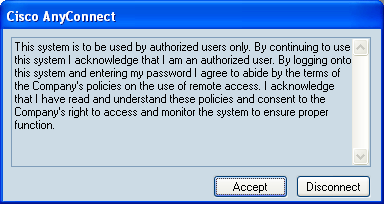 Cisco AnyConnect
This system is to be used by authorized users only. By continuing to use
this system I acknowledge that I am an authorized user. By logging onto
this system and entering my password I agree to abide by the terms of
the Company's policies on the use of remote access. I acknowledge
that I have read and understand these policies and consent to the
Company's right to access and monitor the system to ensure proper
function.
Accept
Disconnect